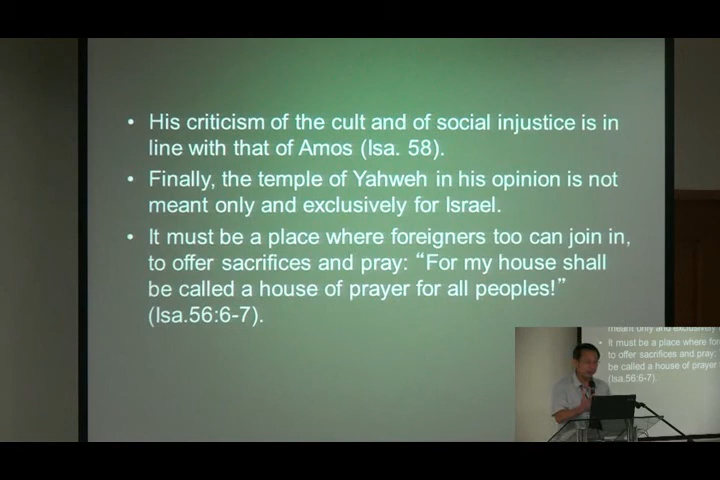 • His criticism of the cult and of social injustice is in
line with that of Amos (Isa. 58).
• Finally, the temple of Yahweh in his opinion is not
meant only and exclusively for Israel.
• It must be a place where foreigners too can join in,
to offer sacrifices and pray: “For my house shall
be called a house of prayer for all peoples!”
(Isa.56:6-7).
meant only and exclusively
• It must be a place where for
to offer sacrifices and pray:
be called a house of prayer
(Isa.56:6-7).